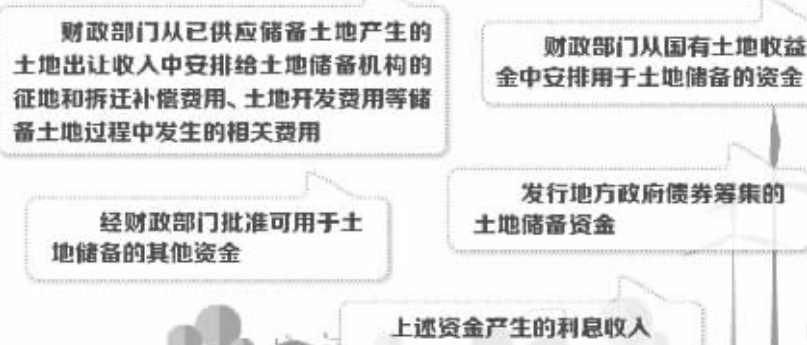 财政部门从已供应储备土地产生的
土地出让收入中安排给土地储备机构的
征地和拆迁补偿费用、土地开发费用等储
备土地过程中发生的相关费用
财政部门从国有土地收益
金中安排用于土地储备的资金
经财政部门批准可用于土
地储备的其他资金
发行地方政府债券筹集的
土地储备资金
上述资金产生的利息收入